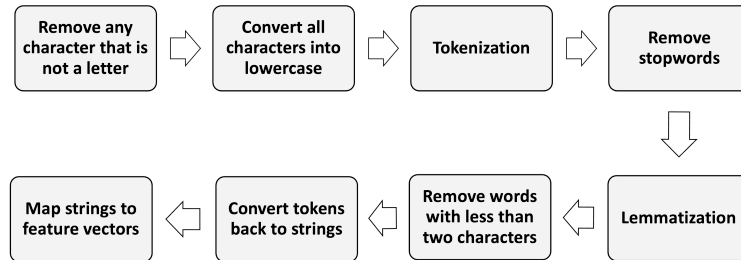 Remove any
character that is
not a letter
Convert all
characters into
lowercase
Tokenization
Remove
stopwords
Lemmatization
Remove words
with less than
two characters
Convert tokens
back to strings
Map strings to
feature vectors